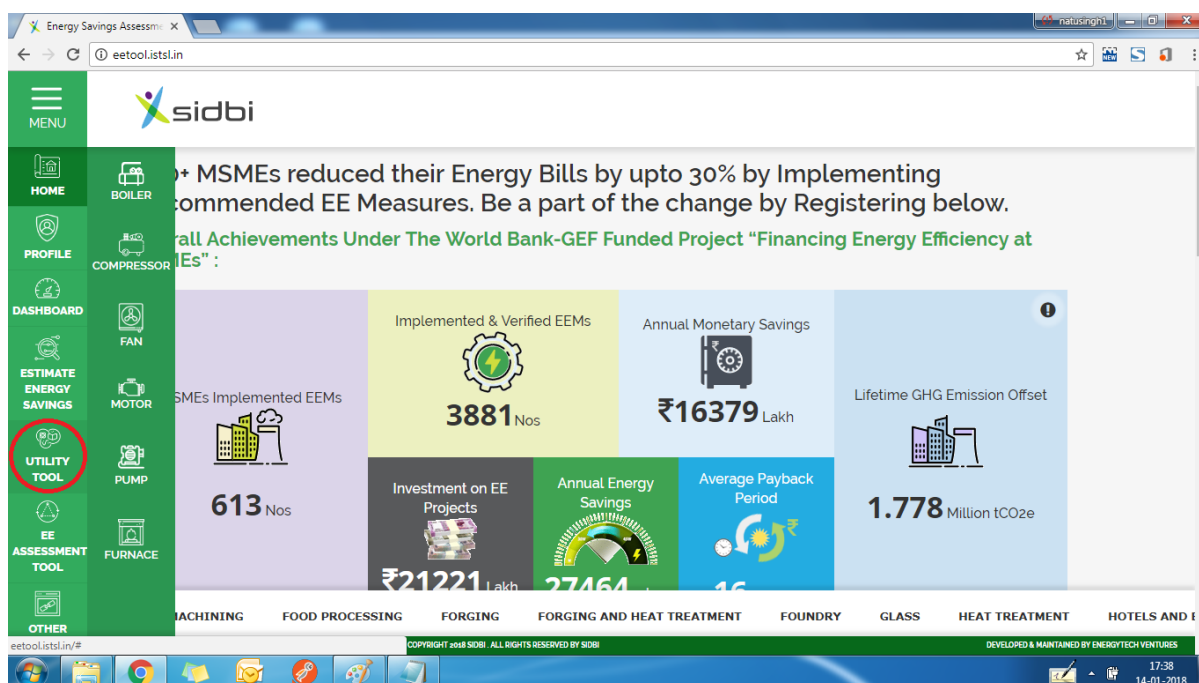 Energy Savings Assessme
natusingh1
eetool.istsl.in
NEW
MENU
sidbi
HOME
PROFILE
DASHBOARD
ESTIMATE
ENERGY
SAVINGS
UTILITY
TOOL
EE
ASSESSMENT
TOOL
OTHER
BOILER
COMPRESSOR
FAN
MOTOR
PUMP
FURNACE
+ MSMEs reduced their Energy Bills by upto 30% by Implementing
commended EE Measures. Be a part of the change by Registering below.
rall Achievements Under The World Bank-GEF Funded Project “Financing Energy Efficiency at
MEs” :
SMEs Implemented EEMs
613 Nos
Implemented & Verified EEMs
3881 Nos
Annual Monetary Savings
₹16379 Lakh
Lifetime GHG Emission Offset
1.778 Million tCO2e
Investment on EE
Projects
₹21221 Lakh
Annual Energy
Savings
27464
Average Payback
Period
16
MACHINING FOOD PROCESSING FORGING FORGING AND HEAT TREATMENT FOUNDRY GLASS HEAT TREATMENT HOTELS AND
eetool.istsl.in/#
COPYRIGHT 2018 SIDBI . ALL RIGHTS RESERVED BY SIDBI
DEVELOPED & MAINTAINED BY ENERGYTECH VENTURES
17:38
14-01-2018